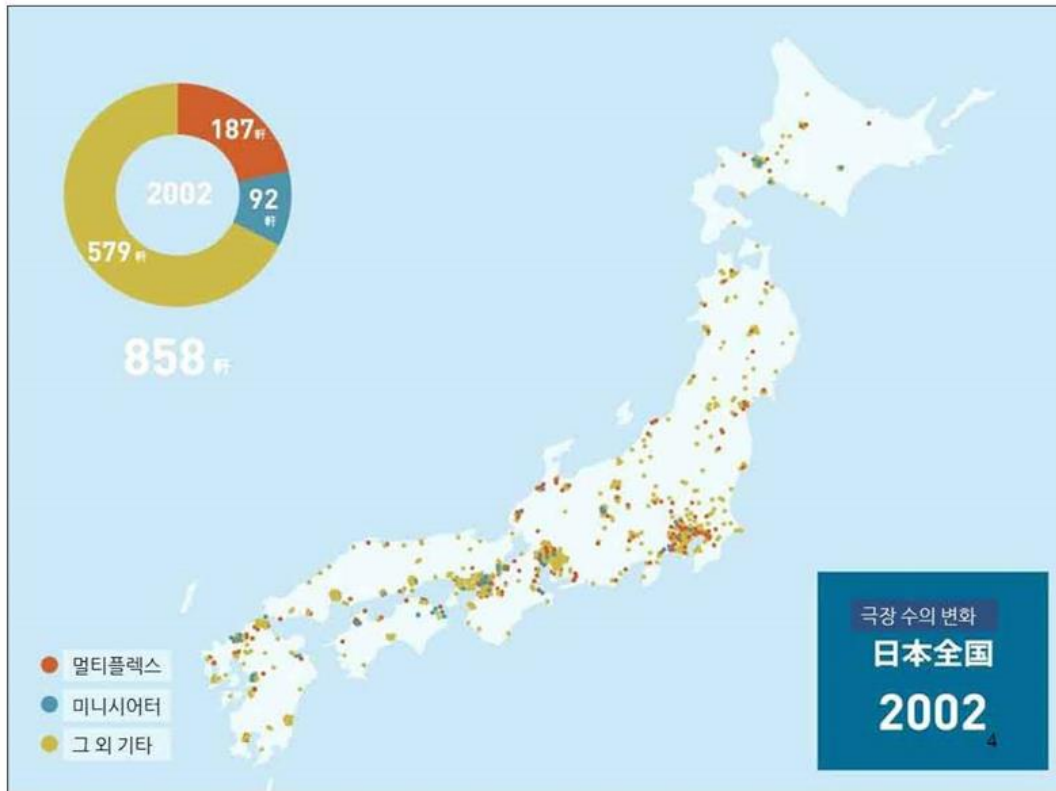 187軒
2002
92
軒
579軒
858軒
멀티플렉스
미니시어터
그 외 기타
극장 수의 변화
日本全国
2002
4